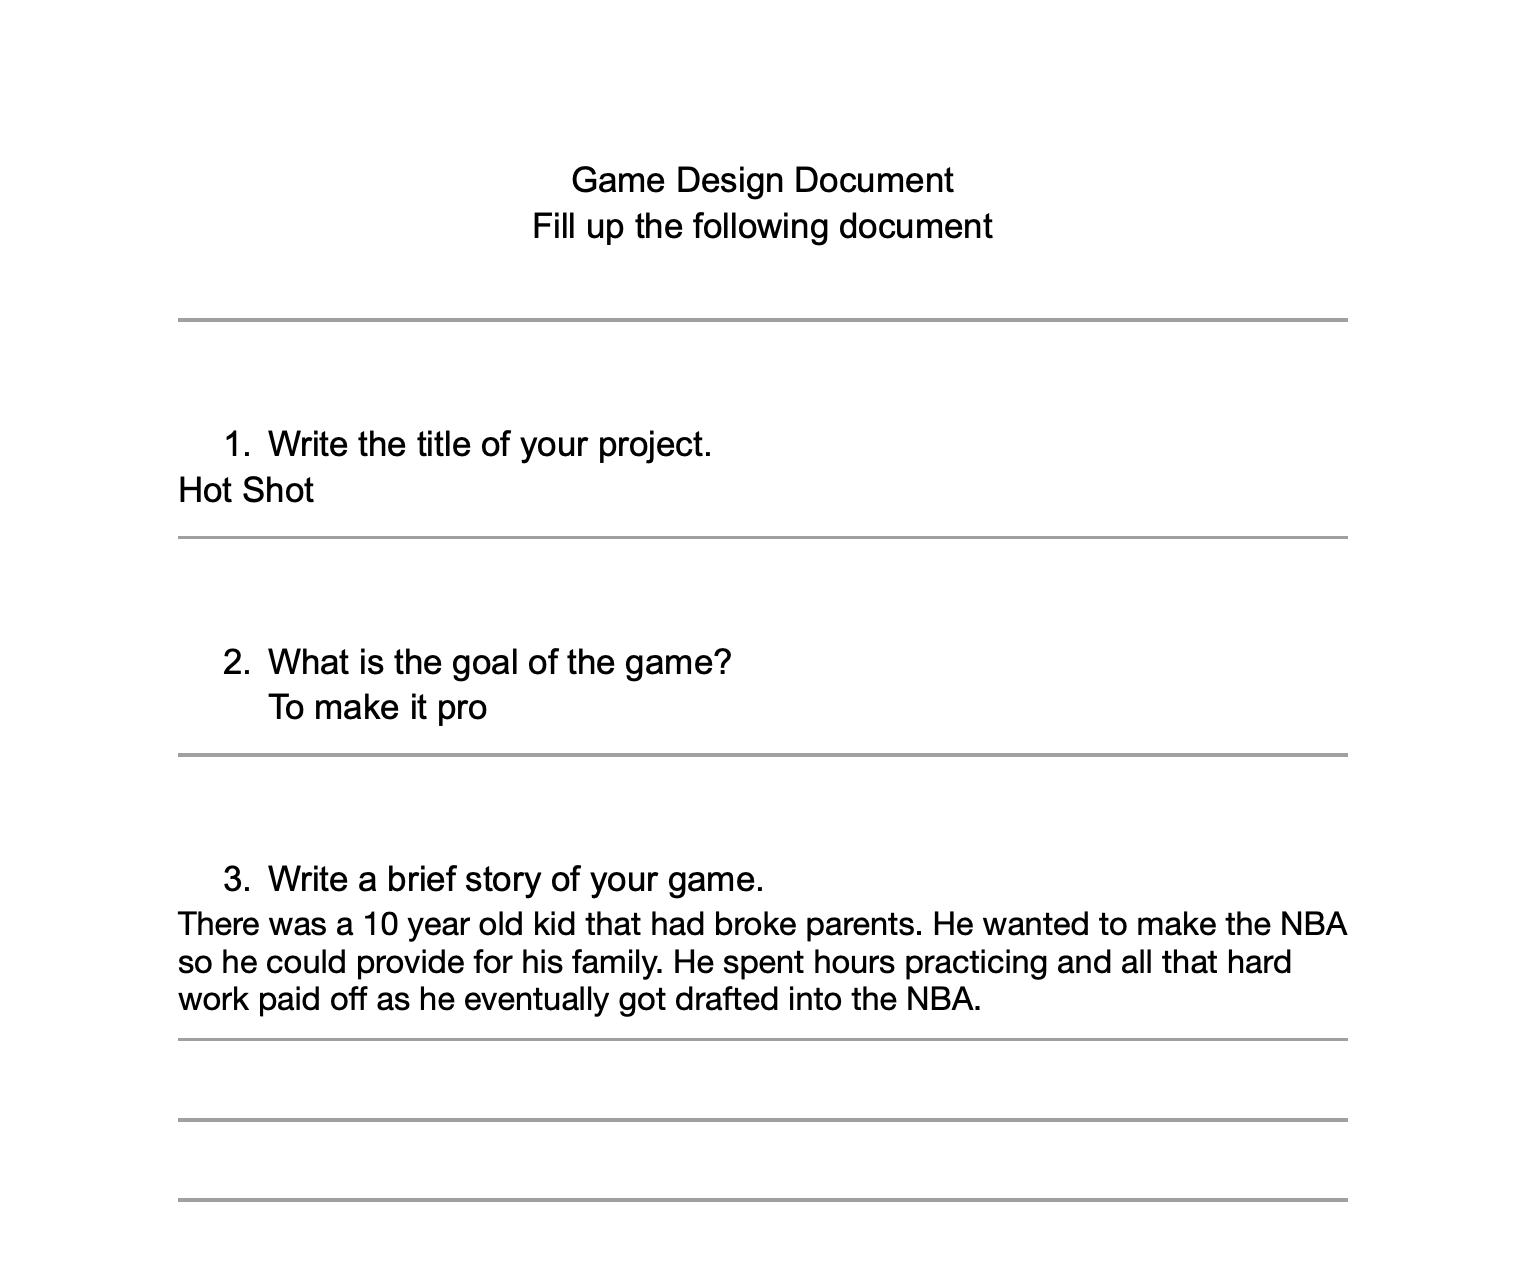 Game Design Document
Fill up the following document
1. Write the title of your project.
Hot Shot
2. What is the goal of the game?
To make it pro
3. Write a brief story of your game.
There was a 10 year old kid that had broke parents. He wanted to make the NBA
so he could provide for his family. He spent hours practicing and all that hard
work paid off as he eventually got drafted into the NBA.